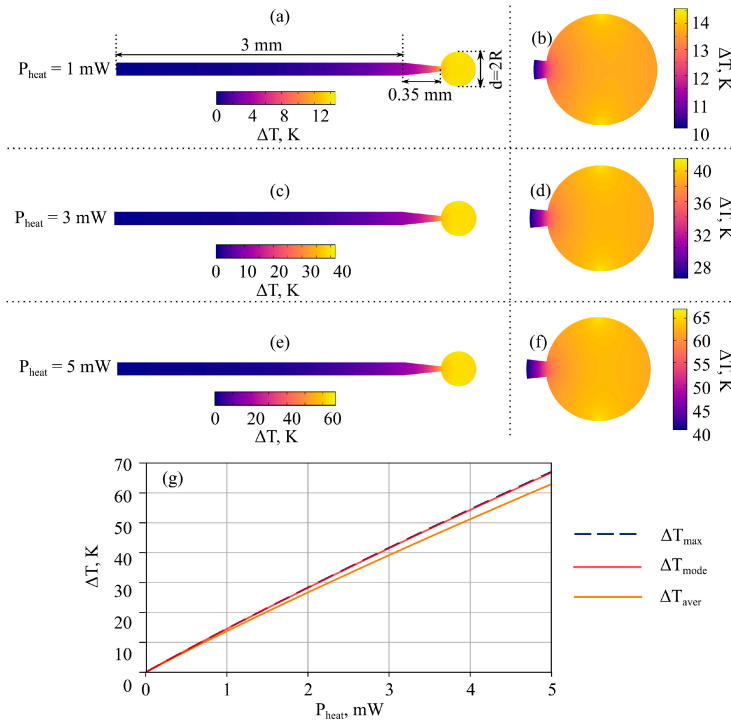 (a)
3 mm
P_heat = 1 mW
0.35 mm
d=2R
0 4 8 12
ΔT, K
(b)
14
13
12
11
10
ΔT, K
(c)
P_heat = 3 mW
0 10 20 30 40
ΔT, K
(d)
40
38
36
34
32
30
28
ΔT, K
(e)
P_heat = 5 mW
0 20 40 60
ΔT, K
(f)
65
60
55
50
45
40
ΔT, K
(g)
70
60
50
40
30
20
10
0
ΔT, K
0 1 2 3 4 5
P_heat, mW
ΔT_max
ΔT_mode
ΔT_aver